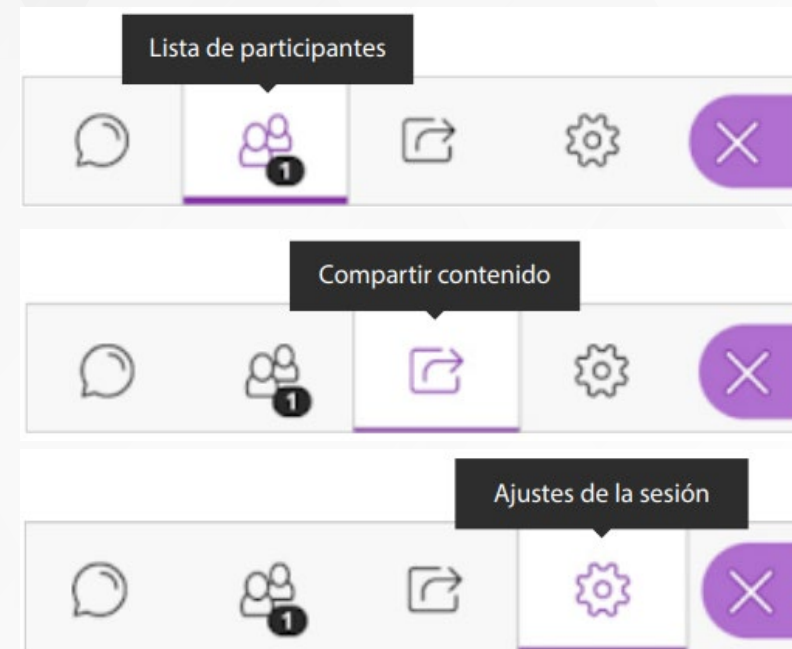 Lista de participantes
1
Compartir contenido
1
Ajustes de la sesión
1